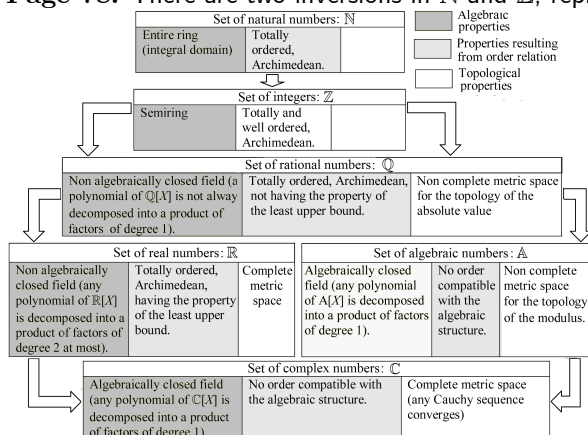 There are two inversions in ℕ and ℤ,
Set of natural numbers: ℕ
Entire ring
(integral domain)
Totally
ordered,
Archimedean.
Algebraic
properties
Properties resulting
from order relation
Topological
properties
Set of integers: ℤ
Semiring
Totally and
well ordered,
Archimedean.
Set of rational numbers: ℚ
Non algebraically closed field (a
polynomial of ℚ[X] is not alway
decomposed into a product of
factors of degree 1).
Totally ordered, Archimedean,
not having the property of
the least upper bound.
Non complete metric space
for the topology of the
absolute value
Set of real numbers: ℝ
Non algebraically
closed field (any
polynomial of ℝ[X]
is decomposed into a
product of factors of
degree 2 at most).
Totally ordered,
Archimedean,
having the property
of the least upper
bound.
Complete
metric
space
Set of algebraic numbers: 𝔸
Algebraically closed
field (any polynomial
of A[X] is decomposed
into a product of factors
of degree 1).
No order
compatible
with the
algebraic
structure.
Non complete
metric space
for the topology
of the modulus.
Set of complex numbers: ℂ
Algebraically closed field
(any polynomial of ℂ[X] is
decomposed into a product
of factors of degree 1).
No order compatible with
the algebraic structure.
Complete metric space
(any Cauchy sequence
converges)